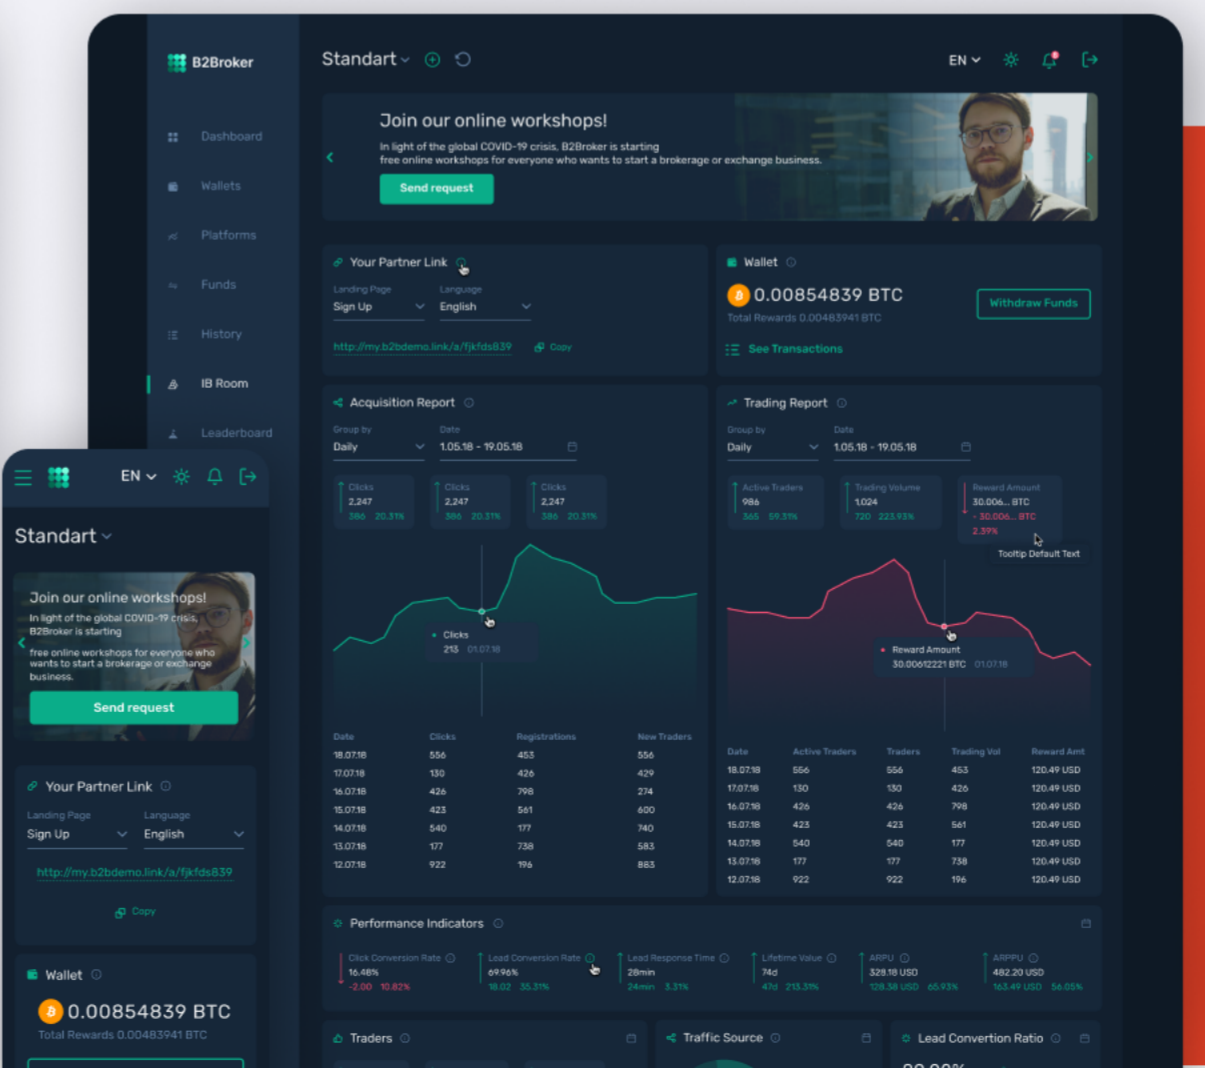 B2Broker
Dashboard
Wallets
Platforms
Funds
History
IB Room
Leaderboard
Standart
EN
Join our online workshops!
In light of the global COVID-19 crisis, B2Broker is starting
free online workshops for everyone who wants to start a brokerage or exchange business.
Send request
Your Partner Link
Landing Page Language
Sign Up English
http://my.b2bdemo.link/a/fjkfds839 Copy
Wallet
0.00854839 BTC
Total Rewards 0.00483941 BTC
Withdraw Funds
See Transactions
Acquisition Report
Group by Date
Daily 1.05.18 - 19.05.18
Clicks Clicks Clicks
2,247 2,247 2,247
386 20.31% 386 20.31% 386 20.31%
Clicks
213 01.07.18
Date Clicks Registrations New Traders
18.07.18 556 453 556
17.07.18 130 426 429
16.07.18 426 798 274
15.07.18 423 561 600
14.07.18 540 177 740
13.07.18 177 738 583
12.07.18 922 196 883
Trading Report
Group by Date
Daily 1.05.18 - 19.05.18
Active Traders Trading Volume Reward Amount
986 1,024 30.006... BTC
365 59.31% 720 223.93% - 30.006... BTC
2.39%
Tooltip Default Text
Reward Amount
30.00612221 BTC 01.07.18
Date Active Traders Traders Trading Vol Reward Amt
18.07.18 556 556 453 120.49 USD
17.07.18 130 130 426 120.49 USD
16.07.18 426 426 798 120.49 USD
15.07.18 423 423 561 120.49 USD
14.07.18 540 540 177 120.49 USD
13.07.18 177 177 738 120.49 USD
12.07.18 922 922 196 120.49 USD
Performance Indicators
Click Conversion Rate Lead Conversion Rate Lead Response Time Lifetime Value ARPU ARPPU
16.48% 69.96% 28min 74d 328.18 USD 482.20 USD
-2.00 10.82% 18.02 35.31% 24min 3.31% 47d 213.31% 128.38 USD 65.93% 163.49 USD 56.05%
Traders
Traffic Source
Lead Convertion Ratio
EN
Standart
Join our online workshops!
In light of the global COVID-19 crisis,
B2Broker is starting
free online workshops for everyone who
wants to start a brokerage or exchange
business.
Send request
Your Partner Link
Landing Page Language
Sign Up English
http://my.b2bdemo.link/a/fjkfds839
Copy
Wallet
0.00854839 BTC
Total Rewards 0.00483941 BTC